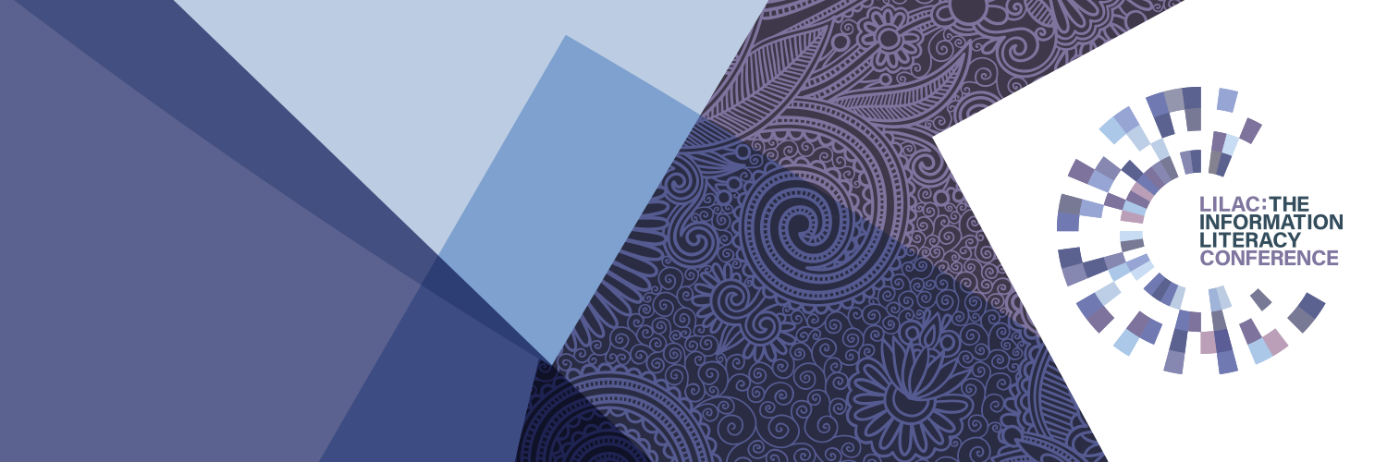 LILAC:THE
INFORMATION
LITERACY
CONFERENCE